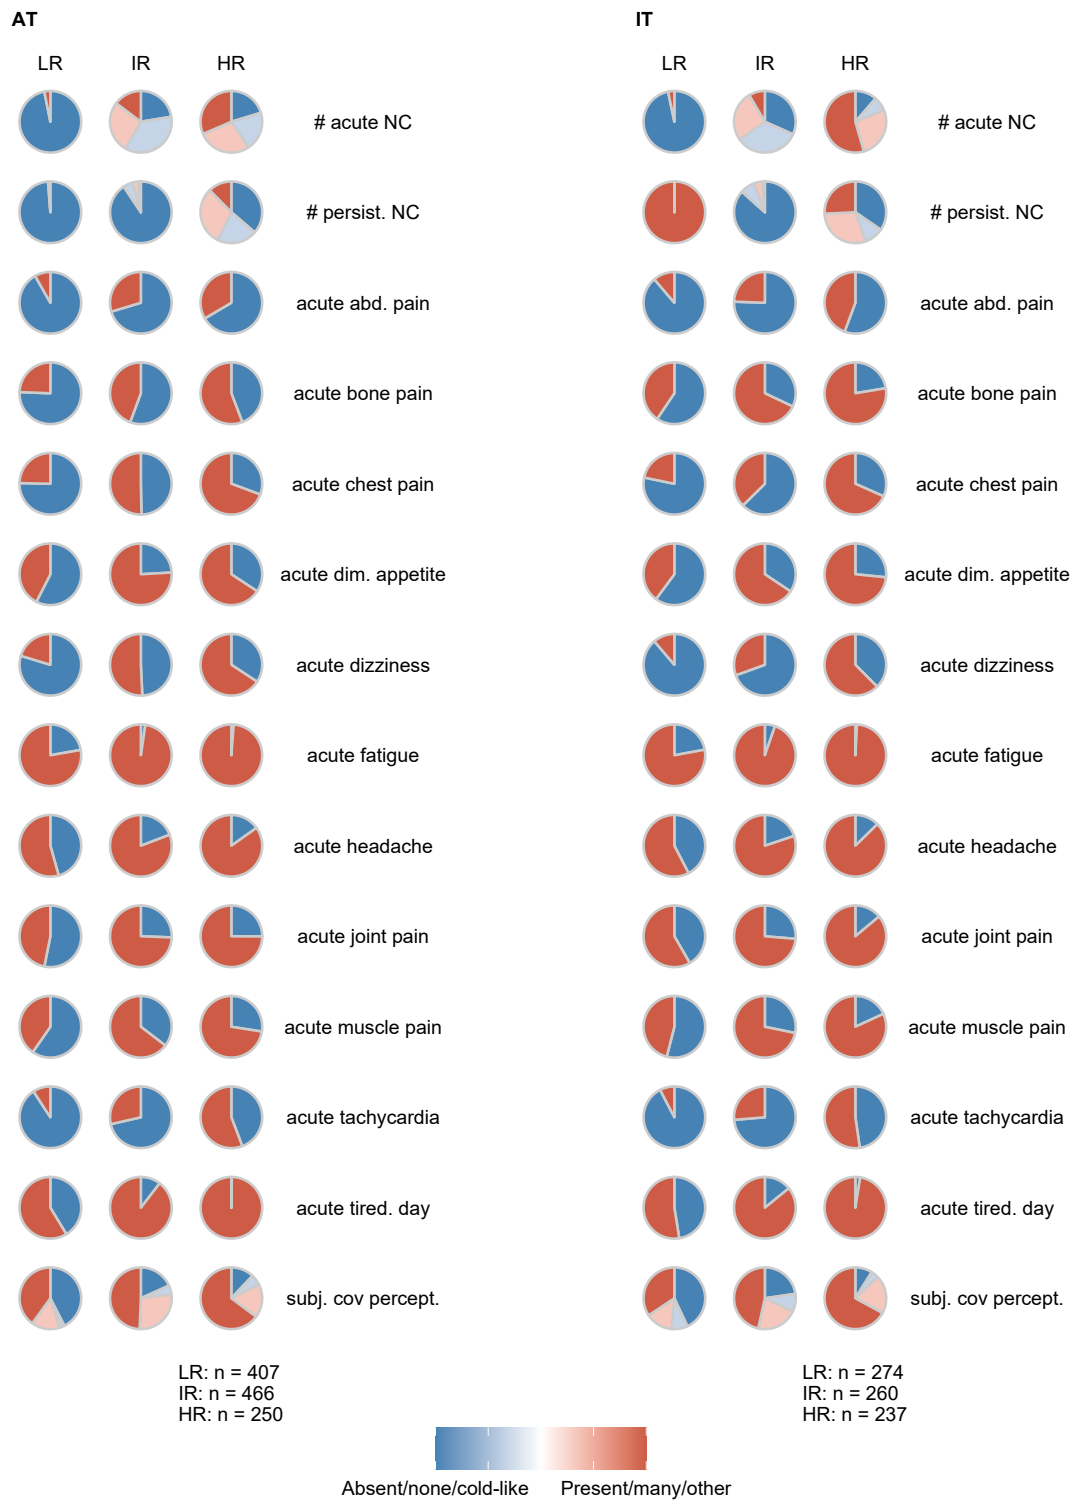 AT
IT
LR IR HR
LR IR HR
# acute NC
# acute NC
# persist. NC
# persist. NC
acute abd. pain
acute abd. pain
acute bone pain
acute bone pain
acute chest pain
acute chest pain
acute dim. appetite
acute dim. appetite
acute dizziness
acute dizziness
acute fatigue
acute fatigue
acute headache
acute headache
acute joint pain
acute joint pain
acute muscle pain
acute muscle pain
acute tachycardia
acute tachycardia
acute tired. day
acute tired. day
subj. cov percept.
subj. cov percept.
LR: n = 407
IR: n = 466
HR: n = 250
LR: n = 274
IR: n = 260
HR: n = 237
Absent/none/cold-like
Present/many/other